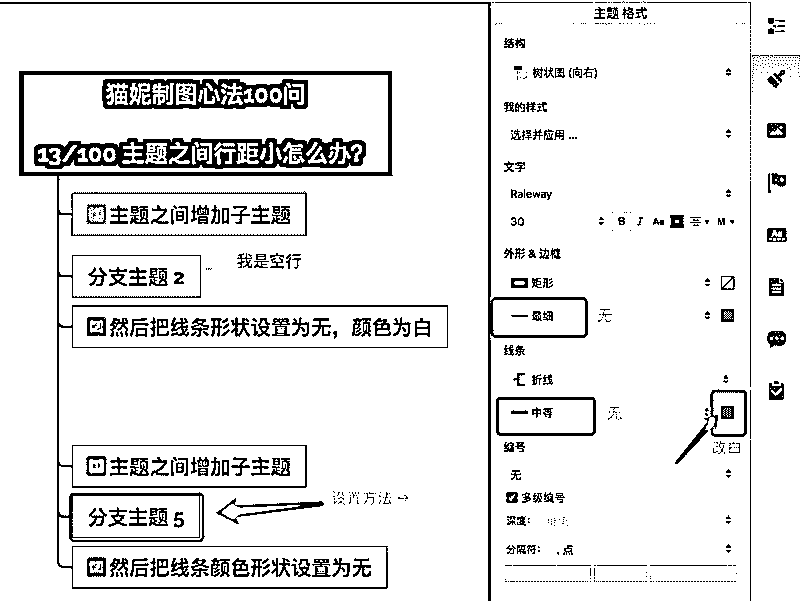 猫妮制图心法100问
13/100 主题之间行距小怎么办？
主题之间增加子主题
分支主题 2
我是空行
然后把线条形状设置为无，颜色为白
主题之间增加子主题
分支主题 5
设置方法 →
然后把线条颜色形状设置为无
主题格式
结构
树状图 (向右)
我的样式
选择并应用 ...
文字
Raleway
30
B I Aa M
外形 & 边框
矩形
最细
无
线条
折线
中等
无
改白
编号
无
多级编号
深度：
分隔符： . 点